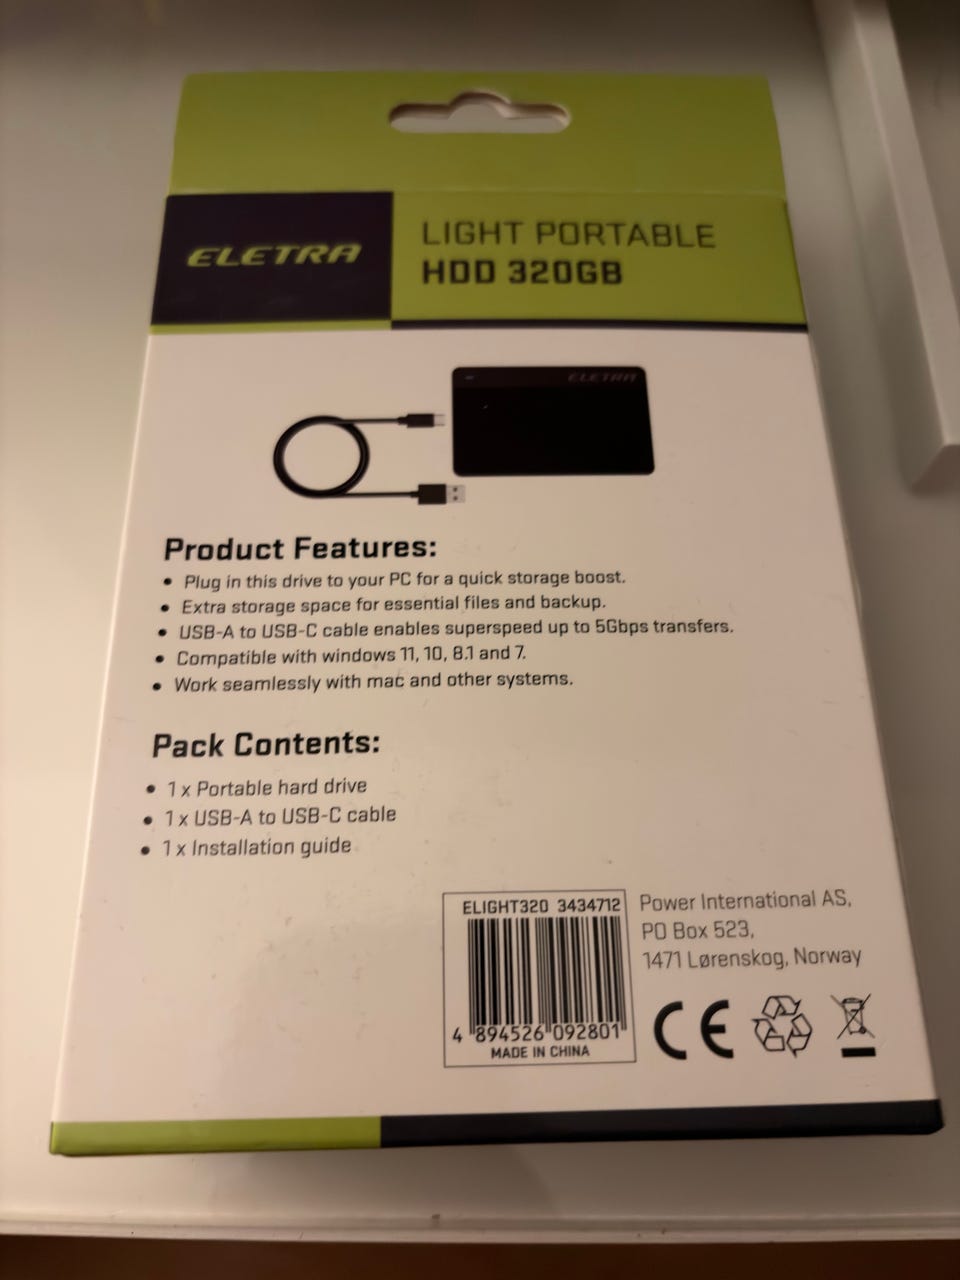 ELETRA
LIGHT PORTABLE
HDD 320GB
ELETRA
Product Features:
• Plug in this drive to your PC for a quick storage boost.
• Extra storage space for essential files and backup.
• USB-A to USB-C cable enables superspeed up to 5Gbps transfers.
• Compatible with windows 11, 10, 8.1 and 7.
• Work seamlessly with mac and other systems.
Pack Contents:
• 1 x Portable hard drive
• 1 x USB-A to USB-C cable
• 1 x Installation guide
ELIGHT320 3434712
4 894526 092801
MADE IN CHINA
Power International AS,
PO Box 523,
1471 Lørenskog, Norway
CE